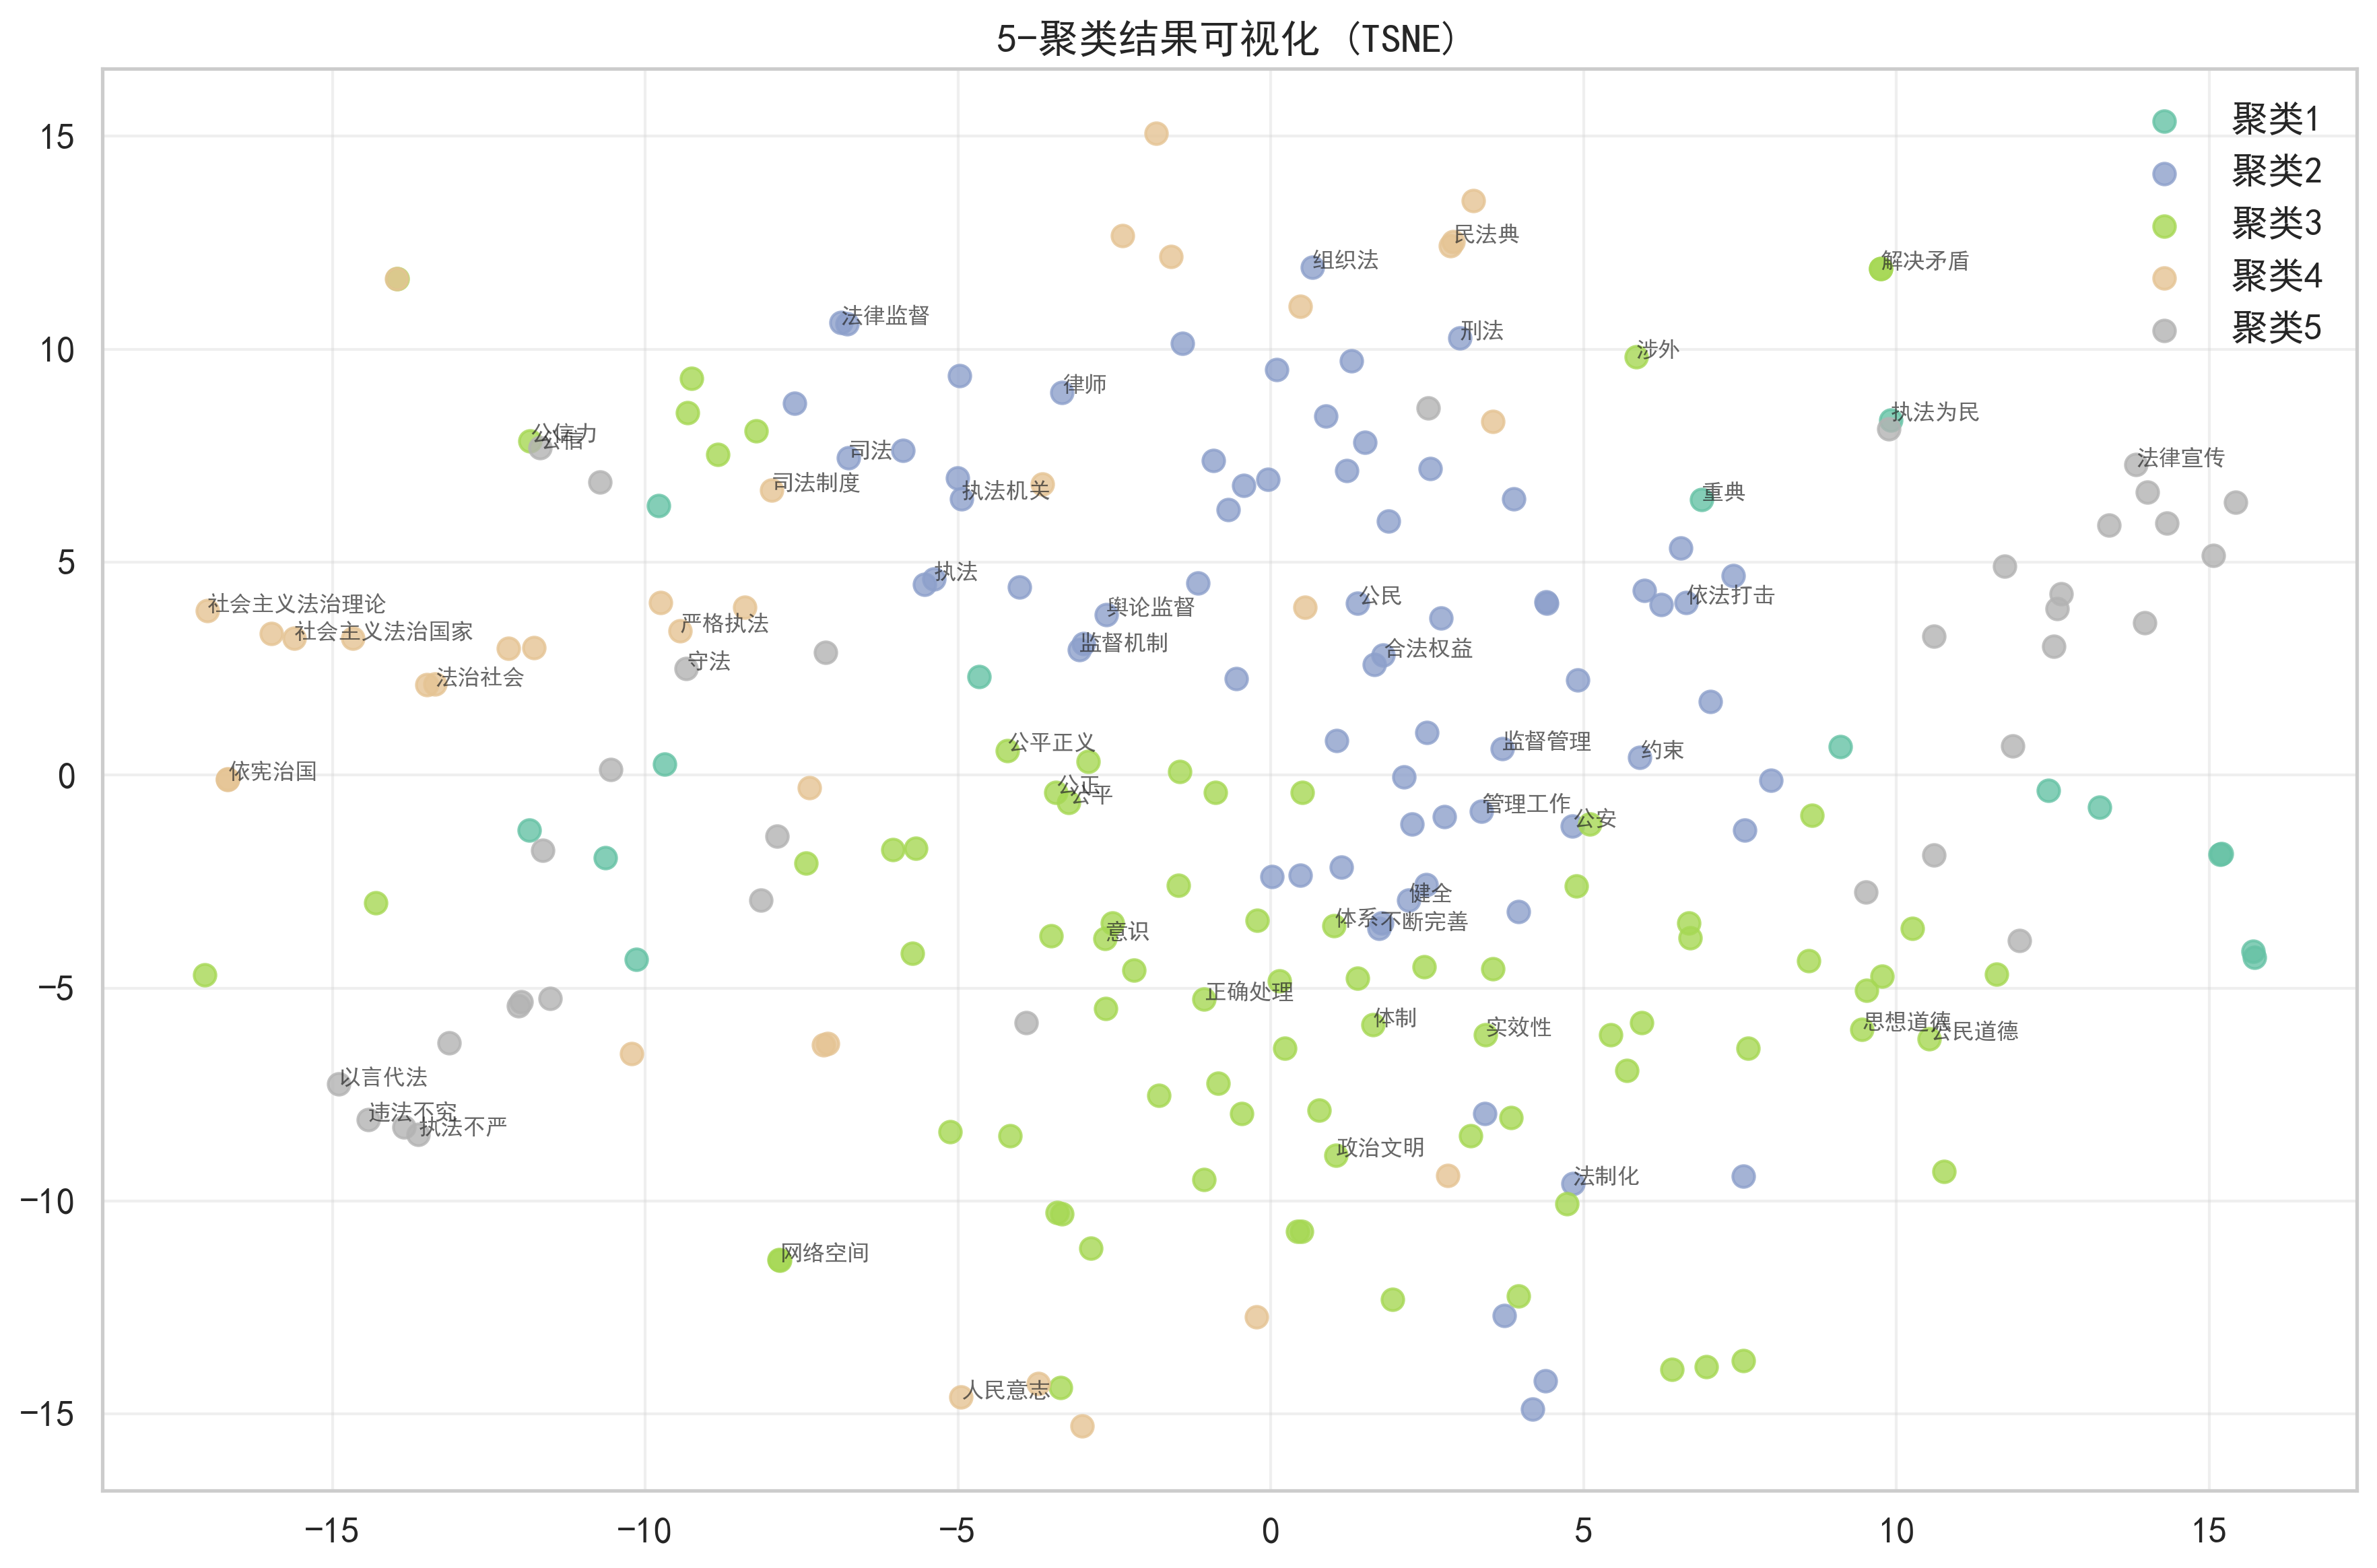 5-聚类结果可视化 (TSNE)
聚类1
聚类2
聚类3
聚类4
聚类5
15
10
5
0
−5
−10
−15
民法典
组织法
解决矛盾
法律监督
刑法
涉外
律师
执法为民
公信力
司法
法律宣传
司法制度
执法机关
重典
执法
公民
依法打击
社会主义法治理论
舆论监督
严格执法
社会主义法治国家
监督机制
合法权益
守法
法治社会
公平正义
监督管理
约束
依宪治国
公正
公平
管理工作
公安
健全
体系
不断完善
意识
正确处理
体制
实效性
思想道德
公民道德
以言代法
违法不究
执法不严
政治文明
法制化
网络空间
人民意志
−15
−10
−5
0
5
10
15